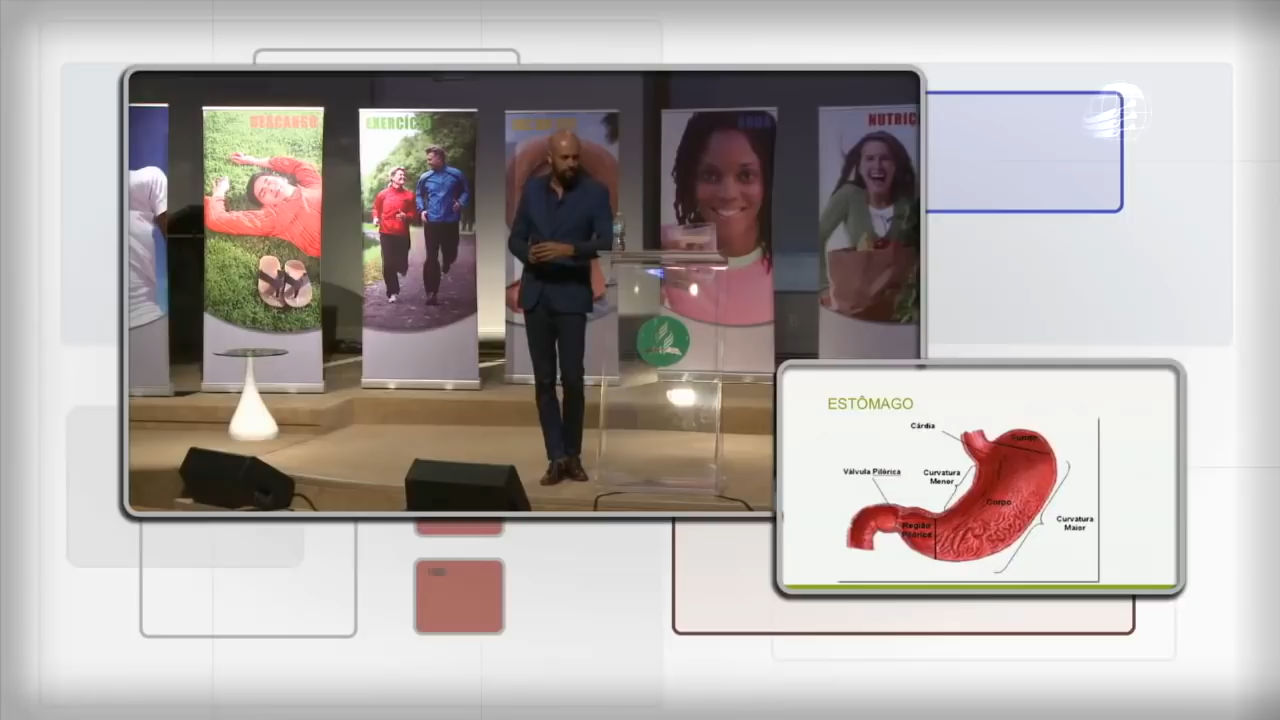 DESCANSO
EXERCÍCIO
NUTRIÇ
ESTÔMAGO
Cárdia
Fundo
Válvula Pilórica
Curvatura
Menor
Corpo
Região
Pilórica
Curvatura
Maior